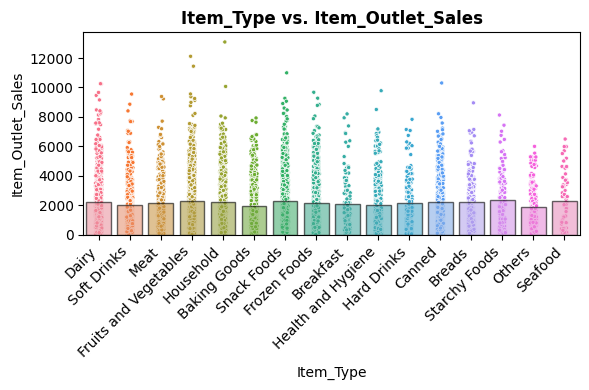 Item_Type vs. Item_Outlet_Sales
Item_Outlet_Sales
12000
10000
8000
6000
4000
2000
0
Dairy
Soft Drinks
Meat
Fruits and Vegetables
Household
Baking Goods
Snack Foods
Frozen Foods
Breakfast
Health and Hygiene
Hard Drinks
Canned
Breads
Starchy Foods
Others
Seafood
Item_Type